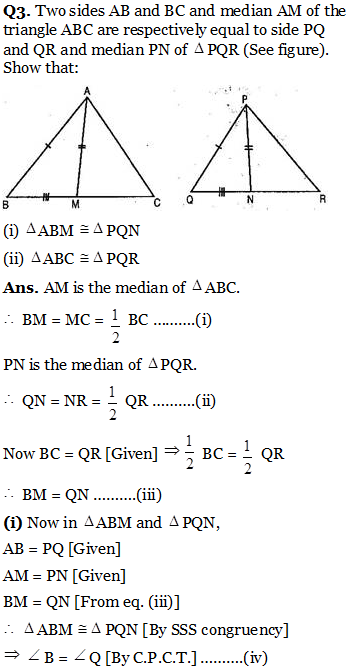 Q3. Two sides AB and BC and median AM of the
triangle ABC are respectively equal to side PQ
and QR and median PN of Δ PQR (See figure).
Show that:
A
P
B M C Q N R
(i) Δ ABM ≅ Δ PQN
(ii) Δ ABC ≅ Δ PQR
Ans. AM is the median of Δ ABC.
∴ BM = MC = 1/2 BC ..........(i)
PN is the median of Δ PQR.
∴ QN = NR = 1/2 QR ..........(ii)
Now BC = QR [Given] ⇒ 1/2 BC = 1/2 QR
∴ BM = QN ..........(iii)
(i) Now in Δ ABM and Δ PQN,
AB = PQ [Given]
AM = PN [Given]
BM = QN [From eq. (iii)]
∴ Δ ABM ≅ Δ PQN [By SSS congruency]
⇒ ∠ B = ∠ Q [By C.P.C.T.] ..........(iv)